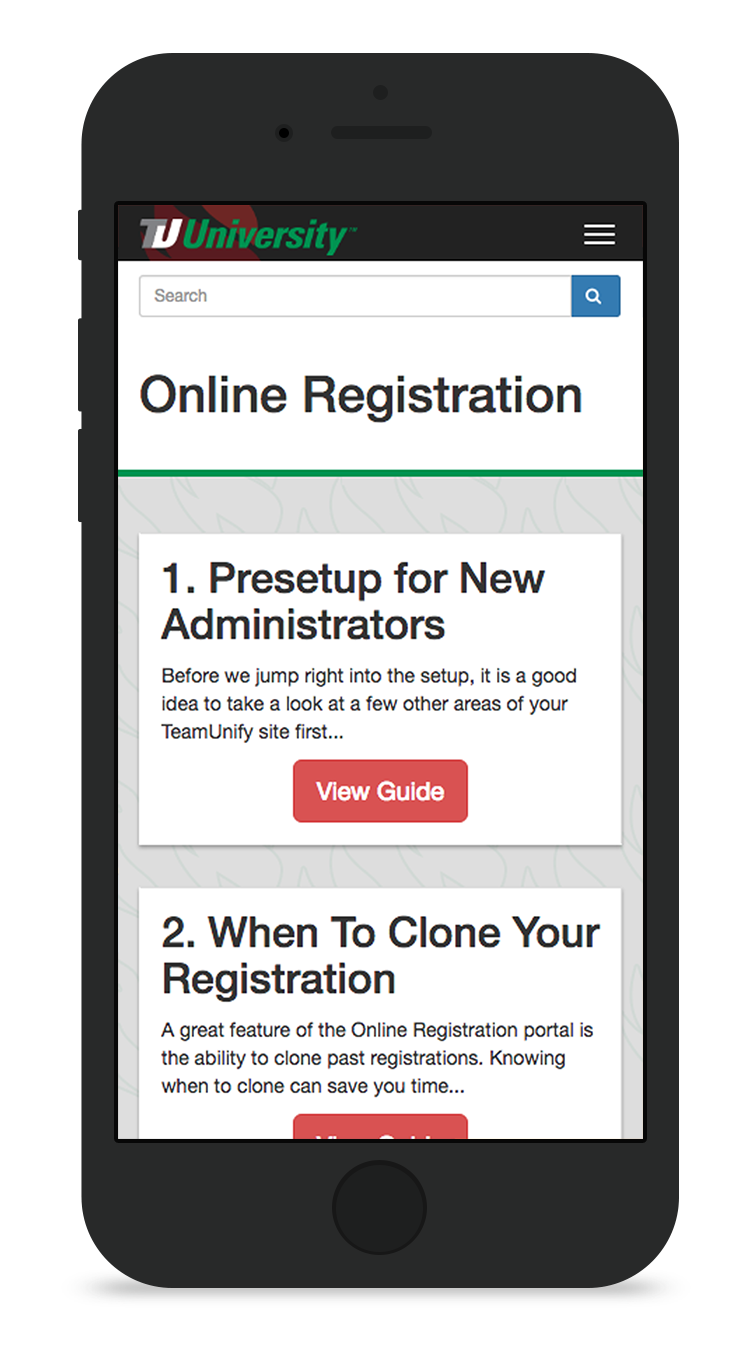 TU University™
Search
Online Registration
1. Presetup for New
Administrators
Before we jump right into the setup, it is a good
idea to take a look at a few other areas of your
TeamUnify site first...
View Guide
2. When To Clone Your
Registration
A great feature of the Online Registration portal is
the ability to clone past registrations. Knowing
when to clone can save you time...